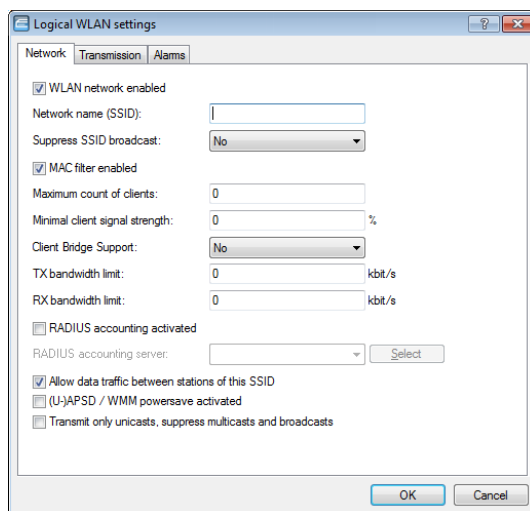 Logical WLAN settings
Network Transmission Alarms
WLAN network enabled
Network name (SSID):
Suppress SSID broadcast: No
MAC filter enabled
Maximum count of clients: 0
Minimal client signal strength: 0 %
Client Bridge Support: No
TX bandwidth limit: 0 kbit/s
RX bandwidth limit: 0 kbit/s
RADIUS accounting activated
RADIUS accounting server: Select
Allow data traffic between stations of this SSID
(U-)APSD / WMM powersave activated
Transmit only unicasts, suppress multicasts and broadcasts
OK Cancel